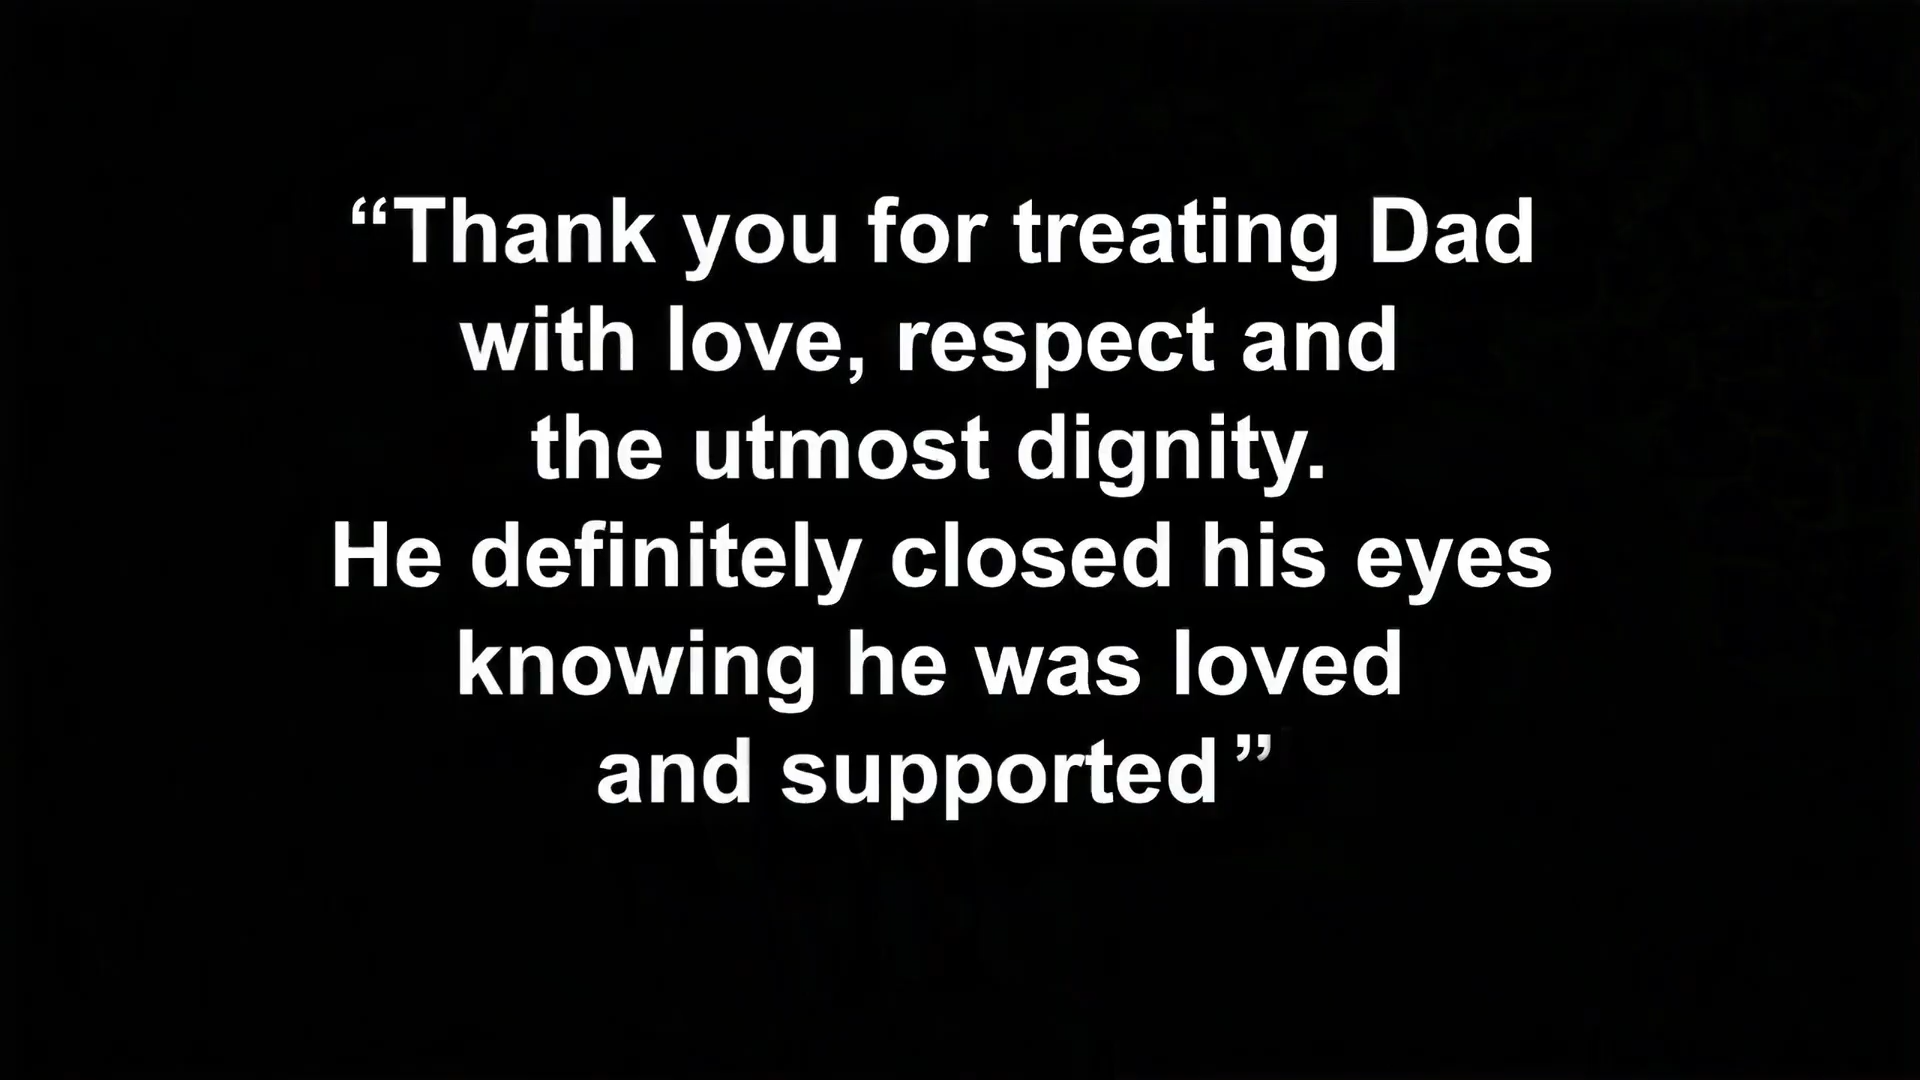 “Thank you for treating Dad
with love, respect and
the utmost dignity.
He definitely closed his eyes
knowing he was loved
and supported”